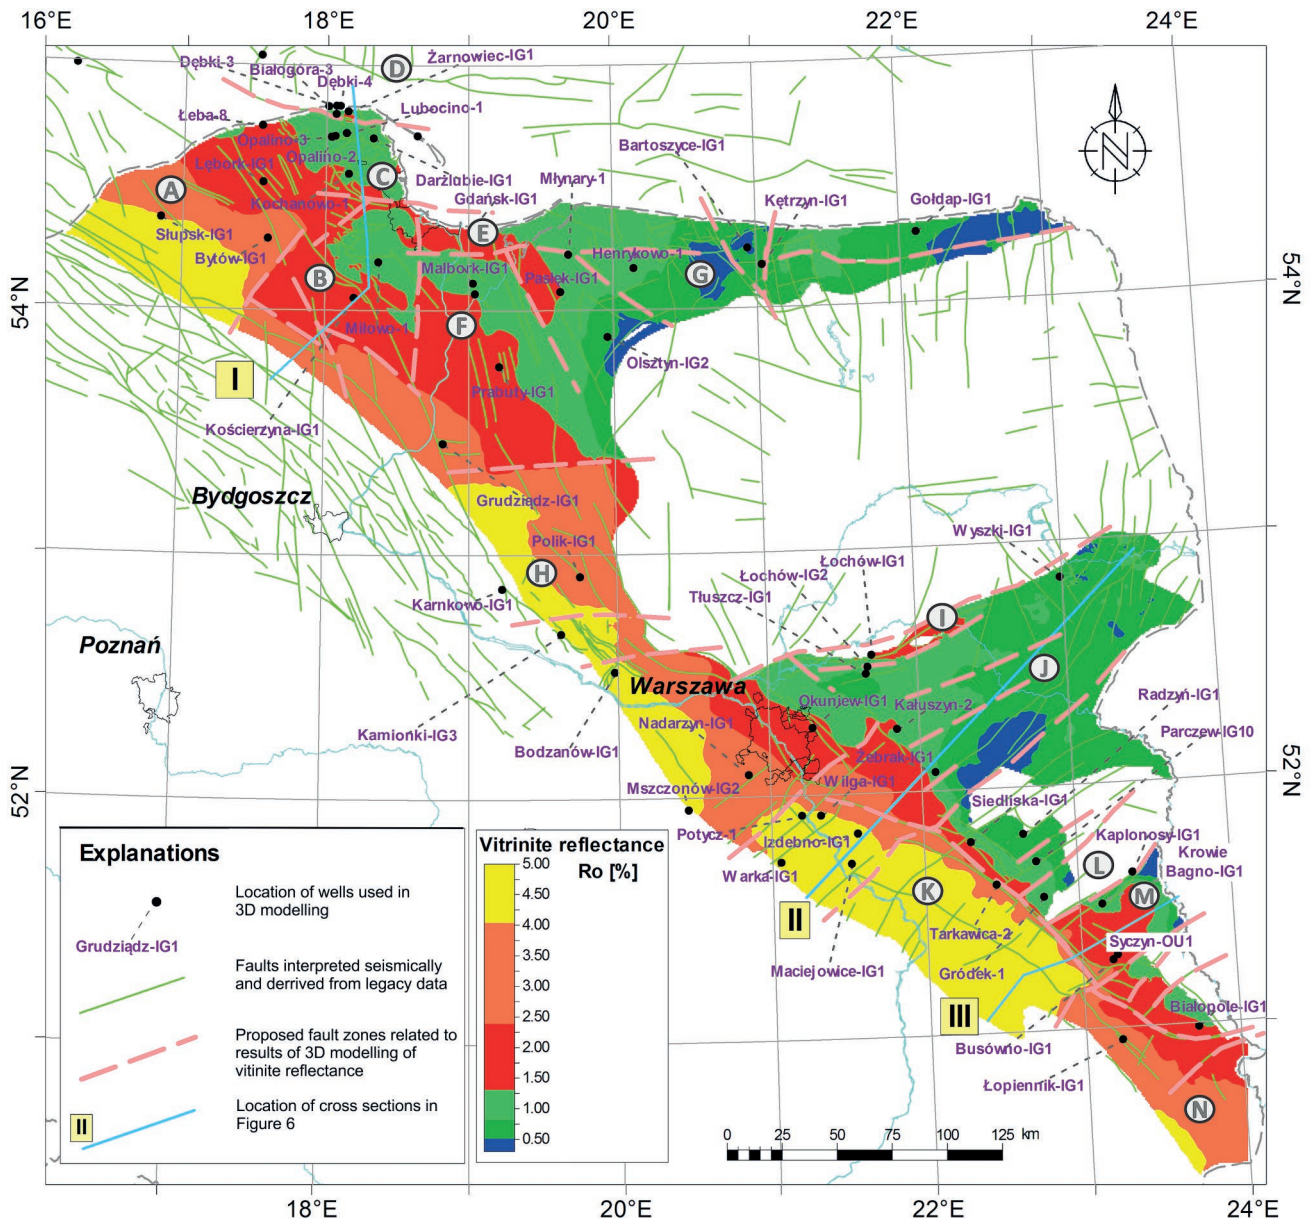 16°E
18°E
20°E
22°E
24°E
Dębki-3
Białogóra-3
Dębki-4
D
Żarnowiec-IG1
Łeba-8
Lubocino-1
Opalino-3
Opalino-2
Lębork-IG1
Bartoszyce-IG1
A
C
Darżlubie-IG1
Młynary-1
Kochanowo-1
Gdańsk-IG1
Kętrzyn-IG1
Gołdap-IG1
Słupsk-IG1
E
Bytów-IG1
Henrykowo-1
B
Malbork-IG1
Pasłęk-IG1
G
54°N
54°N
Miłowo-1
F
Olsztyn-IG2
I
Prabuty-IG1
Kościerzyna-IG1
Bydgoszcz
Grudziądz-IG1
Polik-IG1
Wyszki-IG1
H
Łochów-IG1
Łochów-IG2
Karnkowo-IG1
Tłuszcz-IG1
I
Poznań
J
Warszawa
Radzyń-IG1
Okuniew-IG1
Kałuszyn-2
Nadarzyn-IG1
Kamionki-IG3
Parczew-IG10
Bodzanów-IG1
Żebrak-IG1
52°N
52°N
Mszczonów-IG2
Wilga-IG1
Siedliska-IG1
Potycz-1
Izdebno-IG1
Kaplonosy-IG1
Krowie
Bagno-IG1
L
Warka-IG1
K
M
II
Tarkawica-2
Syczyn-OU1
Maciejowice-IG1
Gródek-1
Białopole-IG1
III
Busówno-IG1
Łopiennik-IG1
N
Explanations
Location of wells used in
3D modelling
Grudziądz-IG1
Faults interpreted seismically
and derived from legacy data
Proposed fault zones related to
results of 3D modelling of
vitinite reflectance
Location of cross sections in
Figure 6
II
Vitrinite reflectance
Ro [%]
5.00
4.50
4.00
3.50
3.00
2.50
2.00
1.50
1.00
0.50
0 25 50 75 100 125 km
18°E
20°E
22°E
24°E
N